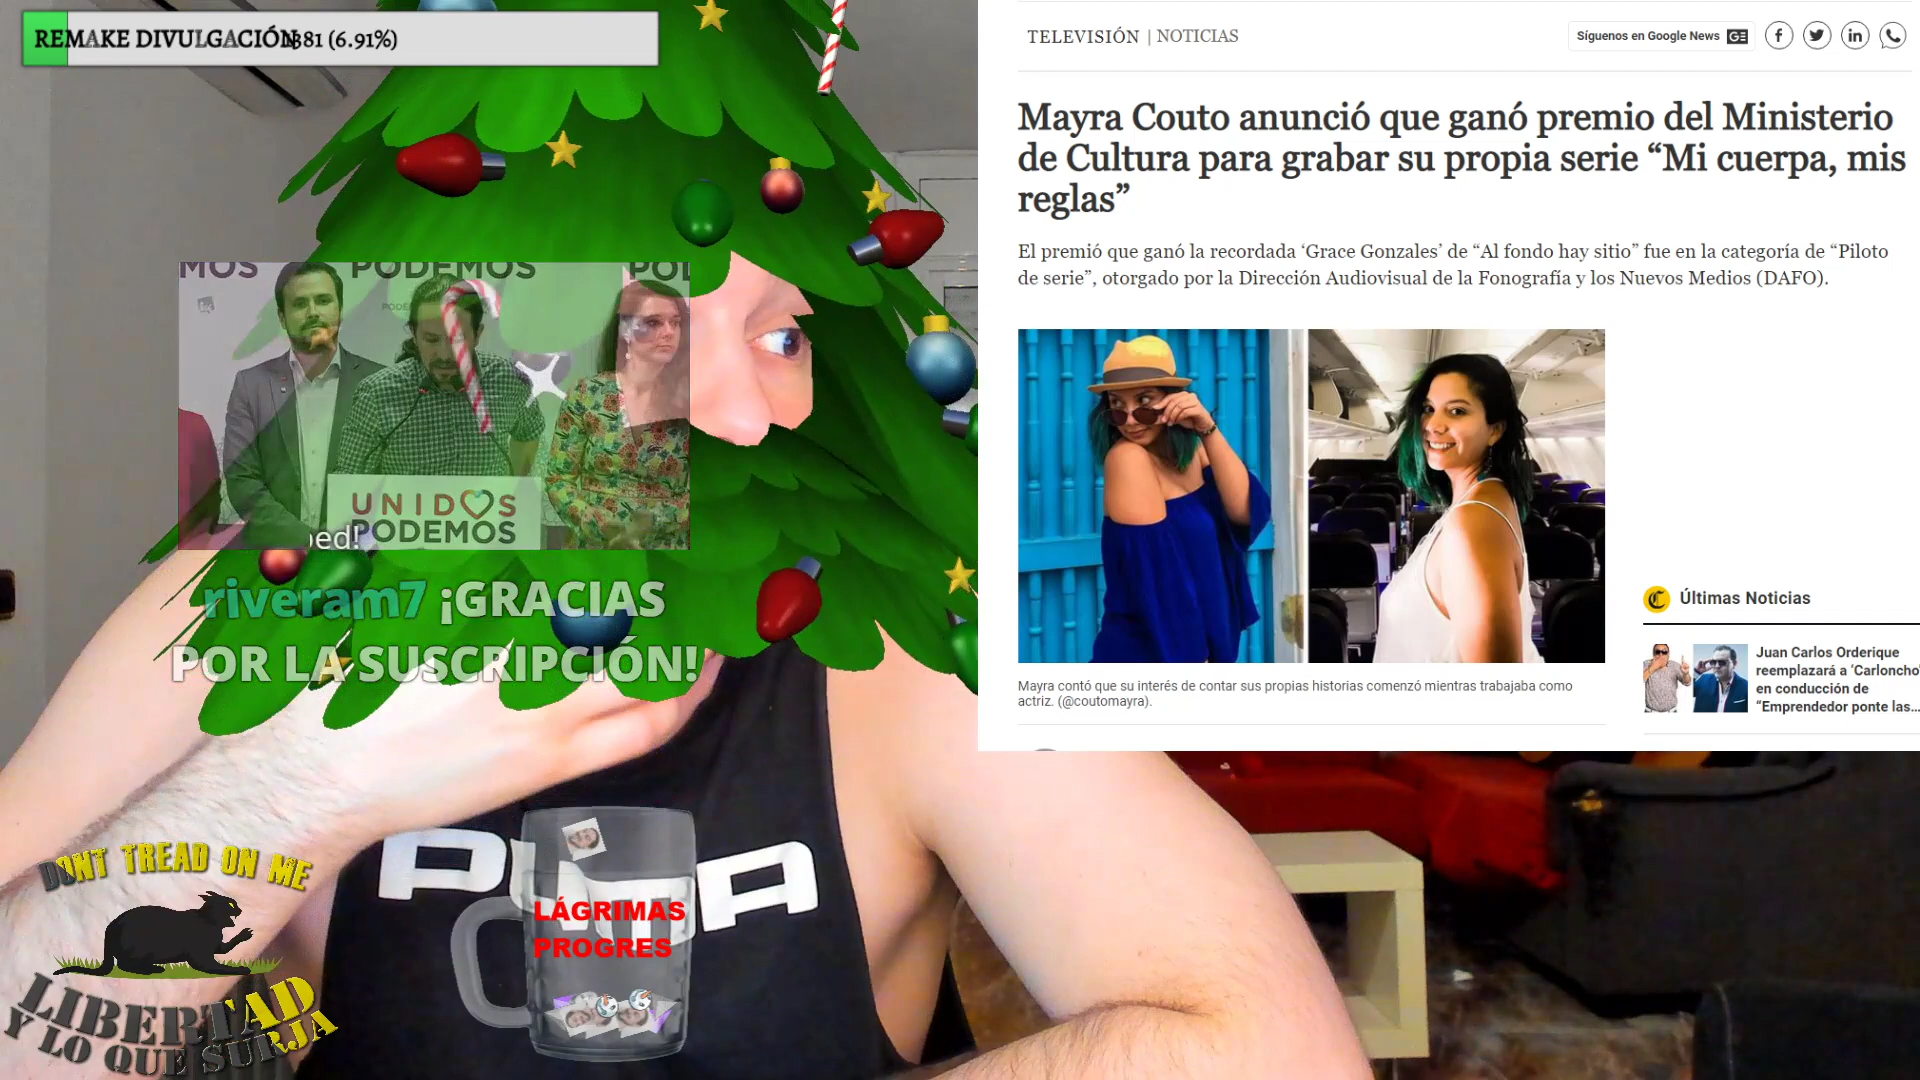 REMAKE DIVULGACIÓN
$81 (6.91%)
MOS
PODEMOS
UNIDOS
PODEMOS
ped!
riveram7 ¡GRACIAS
POR LA SUSCRIPCIÓN!
PUMA
LÁGRIMAS
PROGRES
DONT TREAD ON ME
LIBERTAD
Y LO QUE SURJA
TELEVISIÓN | NOTICIAS
Síguenos en Google News
Mayra Couto anunció que ganó premio del Ministerio
de Cultura para grabar su propia serie “Mi cuerpa, mis
reglas”
El premió que ganó la recordada ‘Grace Gonzales’ de “Al fondo hay sitio” fue en la categoría de “Piloto
de serie”, otorgado por la Dirección Audiovisual de la Fonografía y los Nuevos Medios (DAFO).
Mayra contó que su interés de contar sus propias historias comenzó mientras trabajaba como
actriz. (@coutomayra).
Últimas Noticias
Juan Carlos Orderique
reemplazará a ‘Carloncho’
en conducción de
“Emprendedor ponte las...